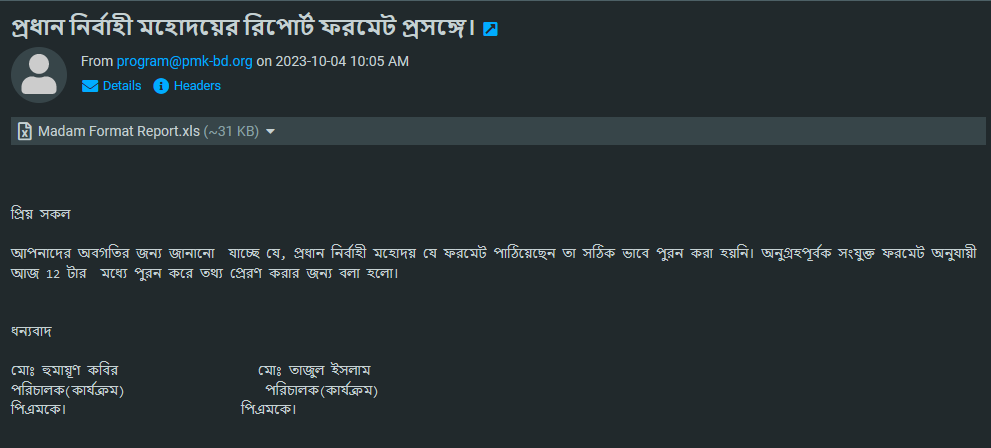 প্রধান নির্বাহী মহোদয়ের রিপোর্ট ফরমেট প্রসঙ্গে।
From program@pmk-bd.org on 2023-10-04 10:05 AM
Details Headers
Madam Format Report.xls (~31 KB)
প্রিয় সকল
আপনাদের অবগতির জন্য জানানো যাচ্ছে যে, প্রধান নির্বাহী মহোদয় যে ফরমেট পাঠিয়েছেন তা সঠিক ভাবে পুরন করা হয়নি। অনুগ্রহপূর্বক সংযুক্ত ফরমেট অনুযায়ী
আজ 12 টার মধ্যে পুরন করে তথ্য প্রেরণ করার জন্য বলা হলো।
ধন্যবাদ
মোঃ হুমায়ূণ কবির মোঃ তাজুল ইসলাম
পরিচালক(কার্যক্রম) পরিচালক(কার্যক্রম)
পিএমকে। পিএমকে।